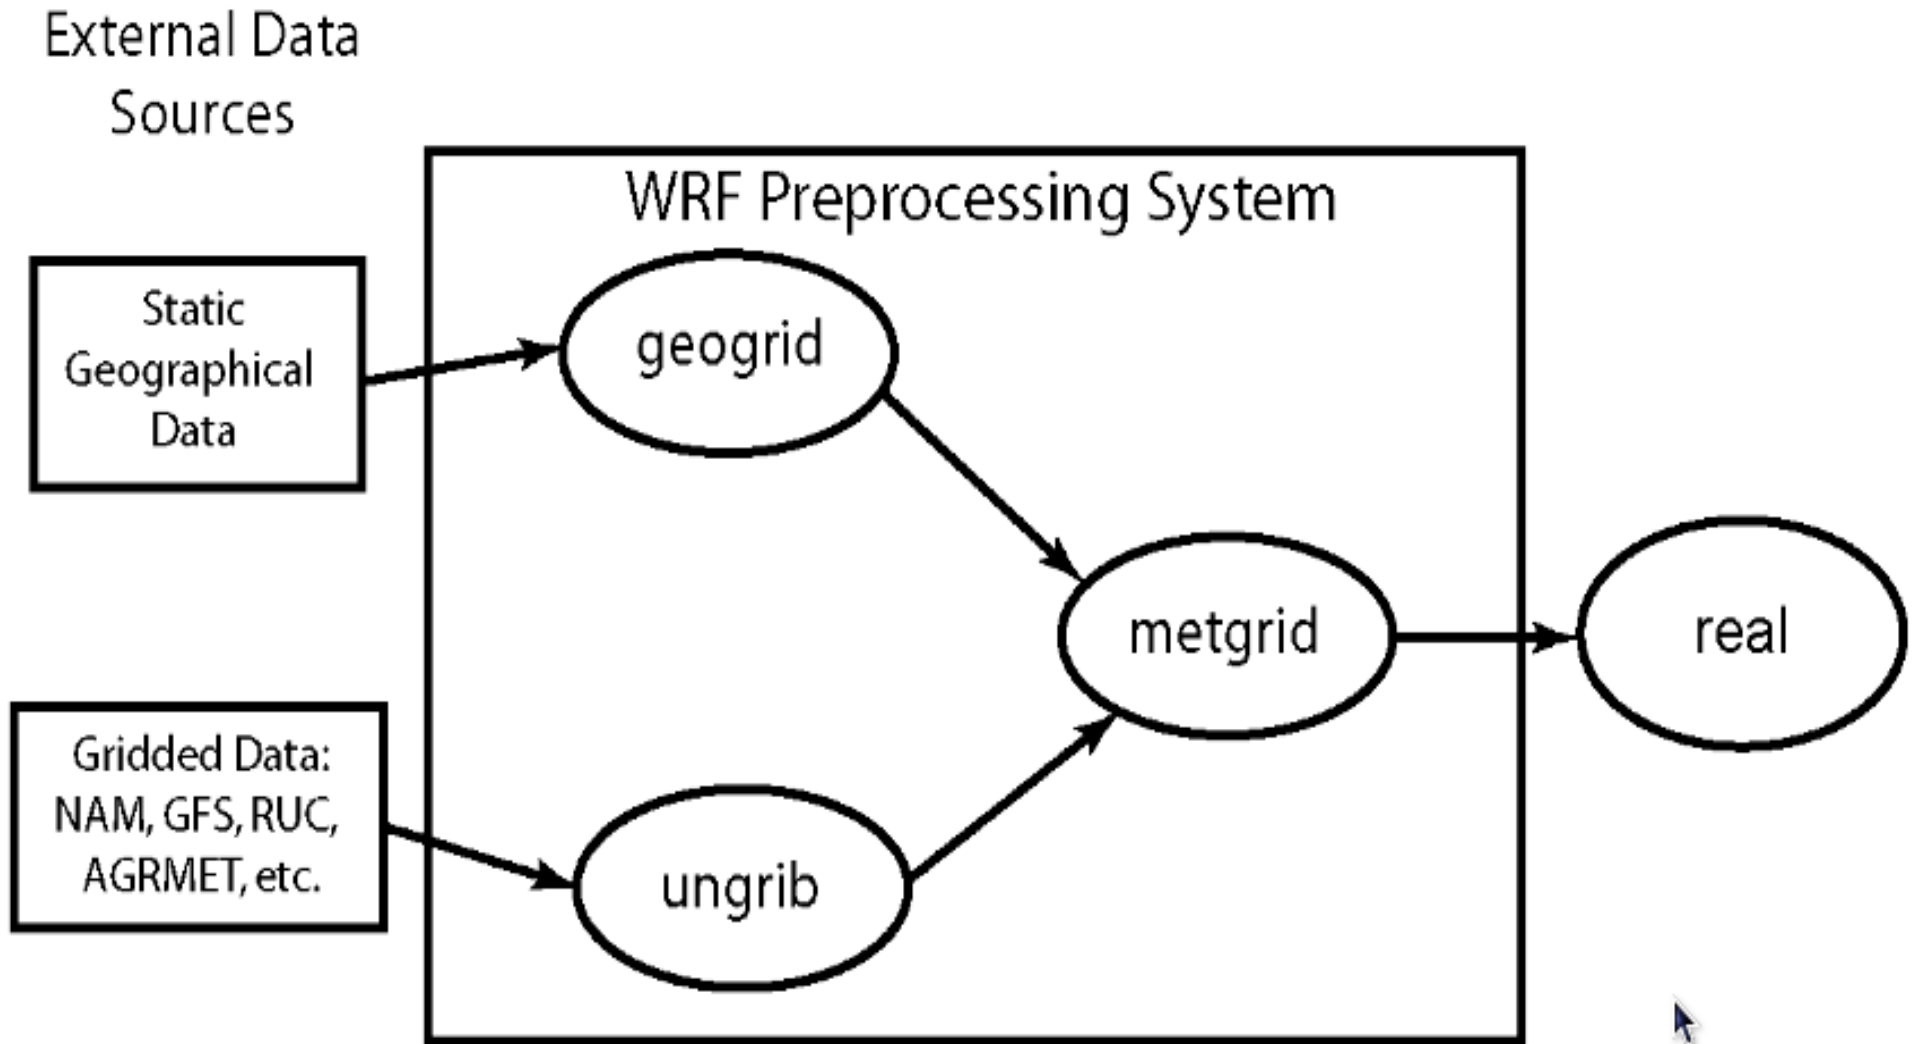 External Data
Sources
WRF Preprocessing System
Static
Geographical
Data
geogrid
metgrid
real
Gridded Data:
NAM, GFS, RUC,
AGRMET, etc.
ungrib